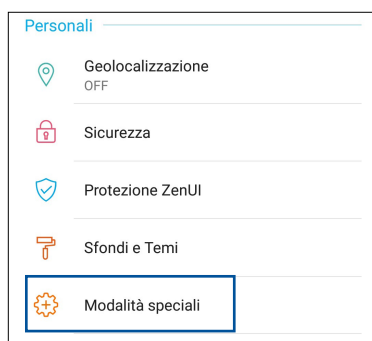 Personali
Geolocalizzazione
OFF
Sicurezza
Protezione ZenUI
Sfondi e Temi
Modalità speciali